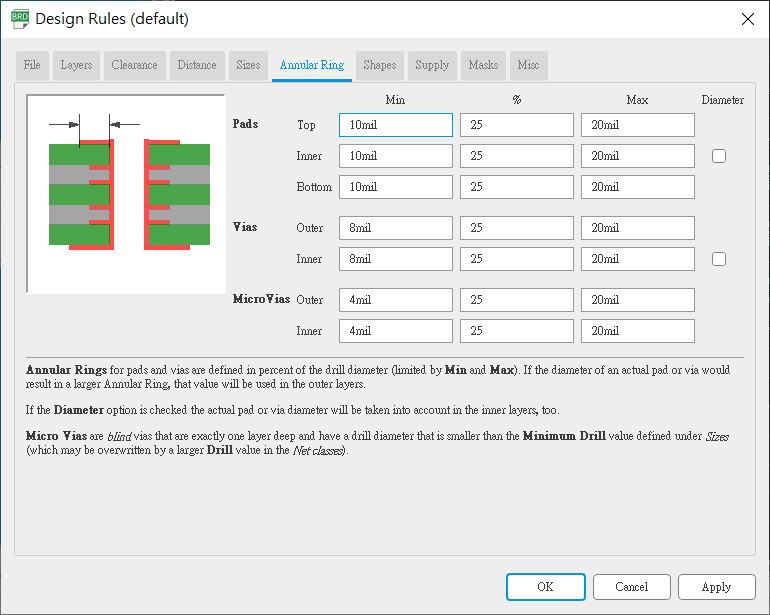 BRD
Design Rules (default)
File Layers Clearance Distance Sizes Annular Ring Shapes Supply Masks Misc
Min % Max Diameter
Pads Top 10mil 25 20mil
Inner 10mil 25 20mil
Bottom 10mil 25 20mil
Vias Outer 8mil 25 20mil
Inner 8mil 25 20mil
MicroVias Outer 4mil 25 20mil
Inner 4mil 25 20mil
Annular Rings for pads and vias are defined in percent of the drill diameter (limited by Min and Max). If the diameter of an actual pad or via would
result in a larger Annular Ring, that value will be used in the outer layers.
If the Diameter option is checked the actual pad or via diameter will be taken into account in the inner layers, too.
Micro Vias are blind vias that are exactly one layer deep and have a drill diameter that is smaller than the Minimum Drill value defined under Sizes
(which may be overwritten by a larger Drill value in the Net classes).
OK Cancel Apply